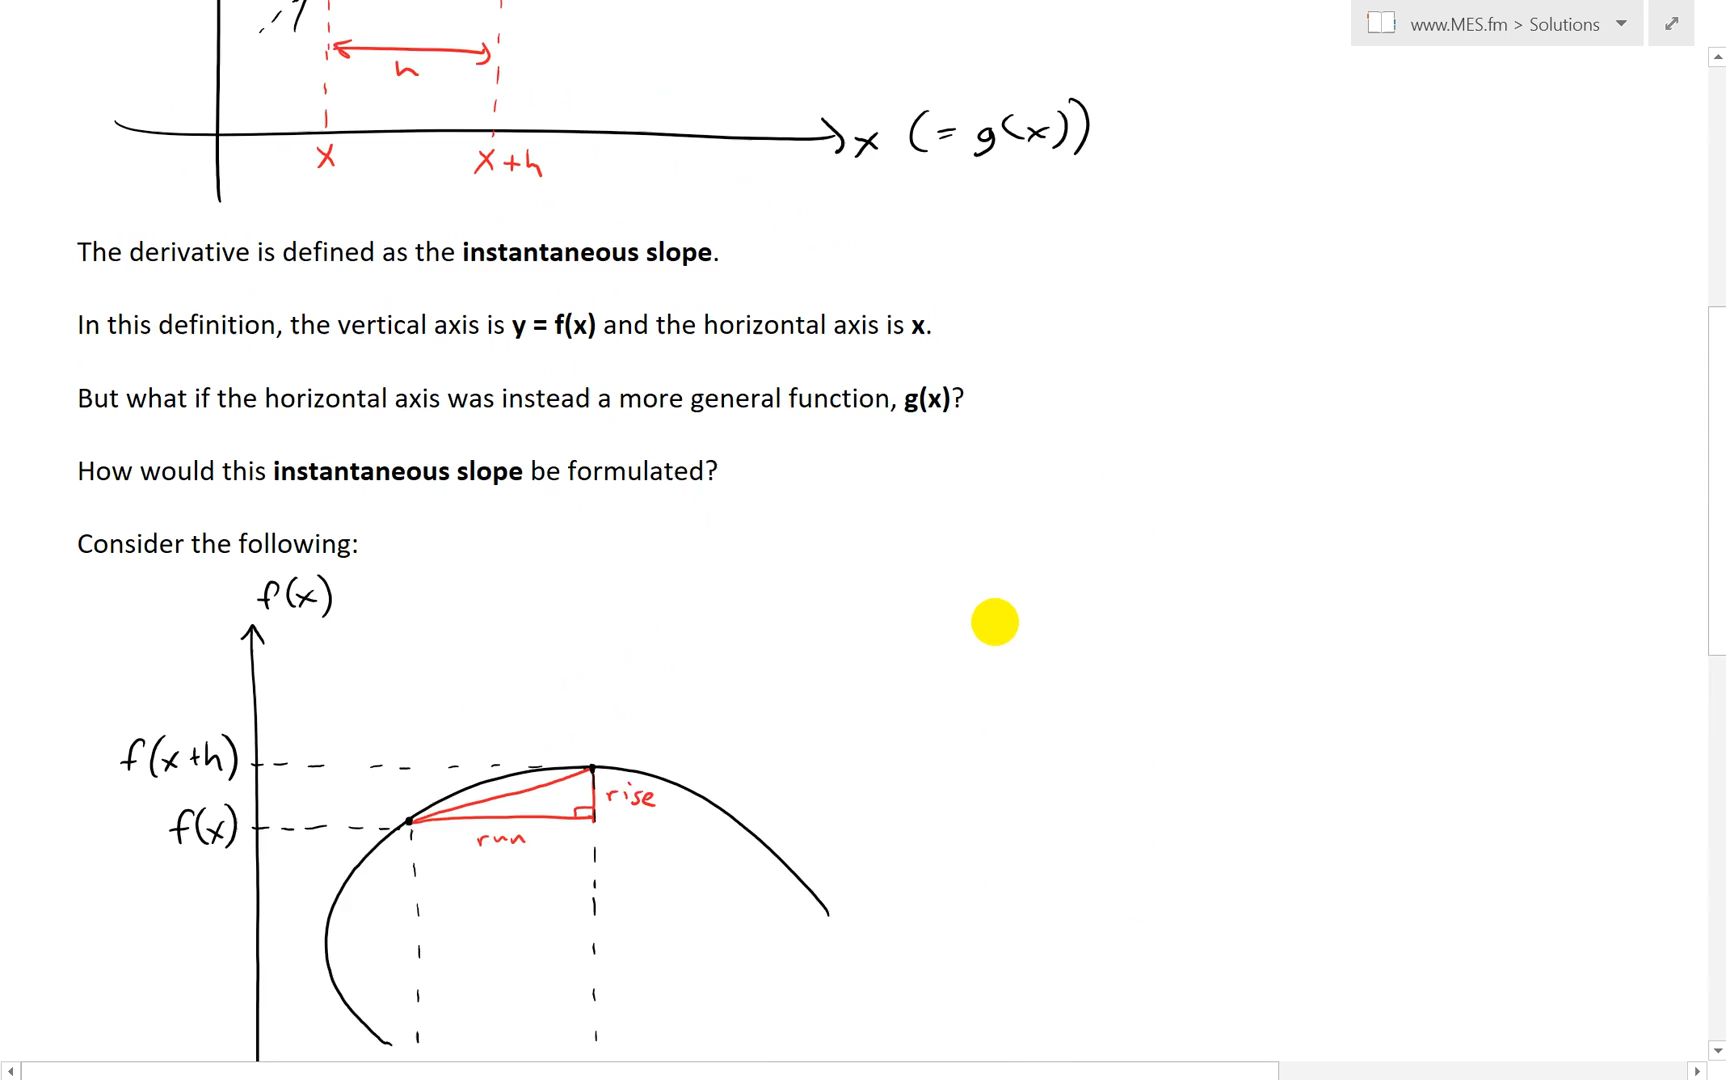 www.MES.fm > Solutions
h
x (= g(x))
x
x+h
The derivative is defined as the instantaneous slope.
In this definition, the vertical axis is y = f(x) and the horizontal axis is x.
But what if the horizontal axis was instead a more general function, g(x)?
How would this instantaneous slope be formulated?
Consider the following:
f(x)
f(x+h)
rise
f(x)
run